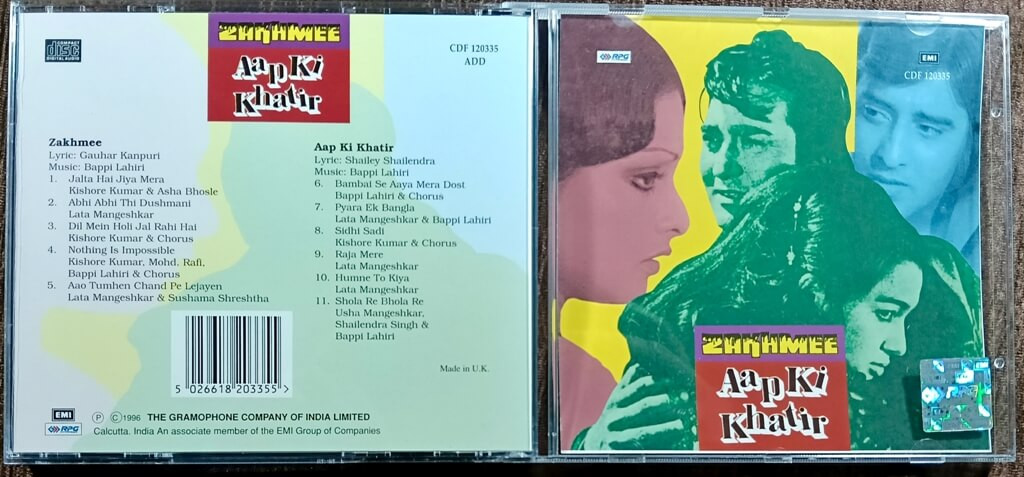 COMPACT
disc
DIGITAL AUDIO
ZAKHMEE
Aap Ki
Khatir
CDF 120335
ADD
Zakhmee
Lyric: Gauhar Kanpuri
Music: Bappi Lahiri
1. Jalta Hai Jiya Mera
Kishore Kumar & Asha Bhosle
2. Abhi Abhi Thi Dushmani
Lata Mangeshkar
3. Dil Mein Holi Jal Rahi Hai
Kishore Kumar & Chorus
4. Nothing Is Impossible
Kishore Kumar, Mohd. Rafi,
Bappi Lahiri & Chorus
5. Aao Tumhen Chand Pe Lejayen
Lata Mangeshkar & Sushama Shreshtha
Aap Ki Khatir
Lyric: Shailey Shailendra
Music: Bappi Lahiri
6. Bambai Se Aaya Mera Dost
Bappi Lahiri & Chorus
7. Pyara Ek Bangla
Lata Mangeshkar & Bappi Lahiri
8. Sidhi Sadi
Kishore Kumar & Chorus
9. Raja Mere
Lata Mangeshkar
10. Humne To Kiya
Lata Mangeshkar
11. Shola Re Bhola Re
Usha Mangeshkar,
Shailendra Singh &
Bappi Lahiri
5 026618 203355 >
Made in U.K.
EMI
RPG
Ⓟ ©1996 THE GRAMOPHONE COMPANY OF INDIA LIMITED
Calcutta. India An associate member of the EMI Group of Companies
RPG
EMI
CDF 120335
ZAKHMEE
Aap Ki
Khatir